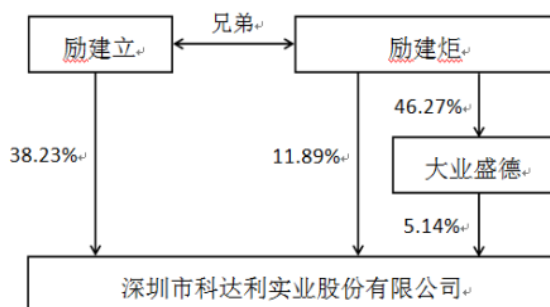 兄弟
励建立
励建炬
46.27%
38.23%
11.89%
大业盛德
5.14%
深圳市科达利实业股份有限公司